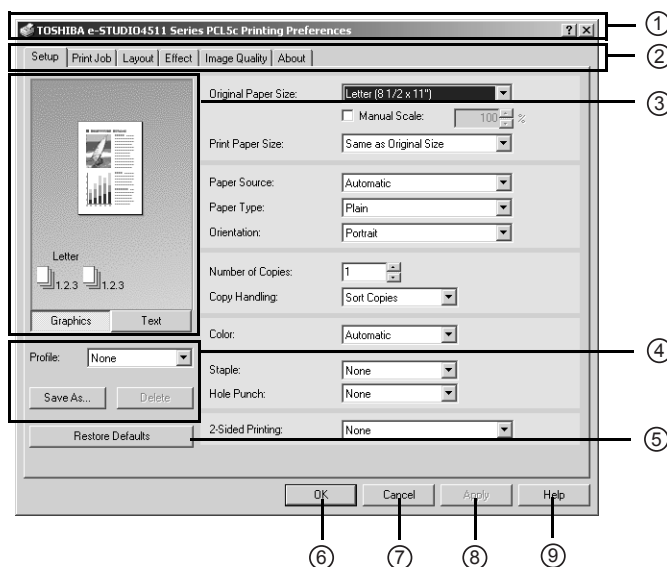 TOSHIBA e-STUDIO4511 Series PCL5c Printing Preferences ? ×
①
Setup Print Job Layout Effect Image Quality About
②
③
Original Paper Size: Letter (8 1/2 x 11")
Manual Scale: 100 %
Print Paper Size: Same as Original Size
Paper Source: Automatic
Paper Type: Plain
Orientation: Portrait
Letter
1.2.3 1.2.3
Number of Copies: 1
Copy Handling: Sort Copies
Graphics Text
Color: Automatic
④
Profile: None
Staple: None
Save As... Delete
Hole Punch: None
Restore Defaults
2-Sided Printing: None
⑤
OK Cancel Apply Help
⑥ ⑦ ⑧ ⑨